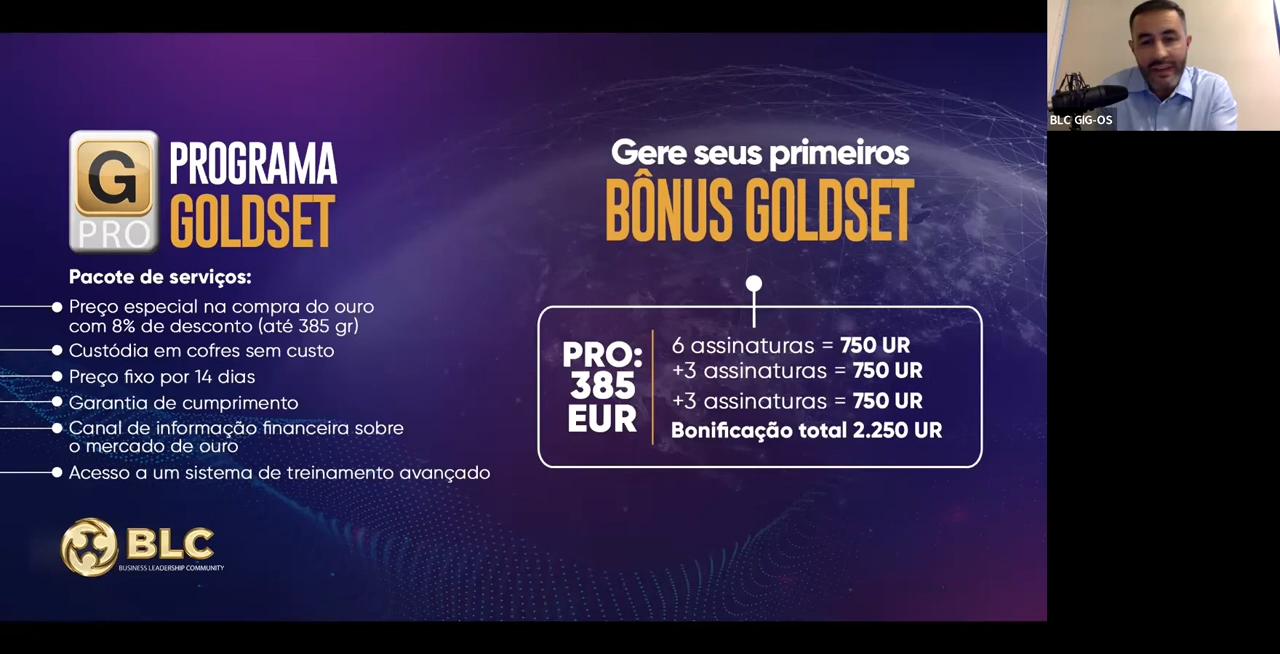 G
PRO
PROGRAMA
GOLDSET
Pacote de serviços:
Preço especial na compra do ouro
com 8% de desconto (até 385 gr)
Custódia em cofres sem custo
Preço fixo por 14 dias
Garantia de cumprimento
Canal de informação financeira sobre
o mercado de ouro
Acesso a um sistema de treinamento avançado
BLC
BUSINESS LEADERSHIP COMMUNITY
Gere seus primeiros
BÔNUS GOLDSET
PRO:
385
EUR
6 assinaturas = 750 UR
+3 assinaturas = 750 UR
+3 assinaturas = 750 UR
Bonificação total 2.250 UR
BLC GIG-OS